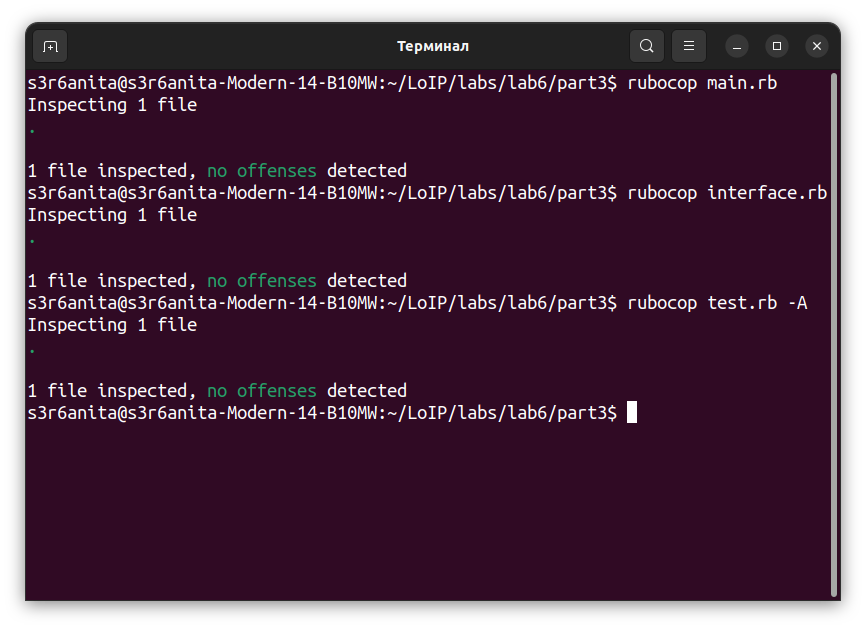 Терминал
s3r6anita@s3r6anita-Modern-14-B10MW:~/LoIP/labs/lab6/part3$ rubocop main.rb
Inspecting 1 file
.
1 file inspected, no offenses detected
s3r6anita@s3r6anita-Modern-14-B10MW:~/LoIP/labs/lab6/part3$ rubocop interface.rb
Inspecting 1 file
.
1 file inspected, no offenses detected
s3r6anita@s3r6anita-Modern-14-B10MW:~/LoIP/labs/lab6/part3$ rubocop test.rb -A
Inspecting 1 file
.
1 file inspected, no offenses detected
s3r6anita@s3r6anita-Modern-14-B10MW:~/LoIP/labs/lab6/part3$